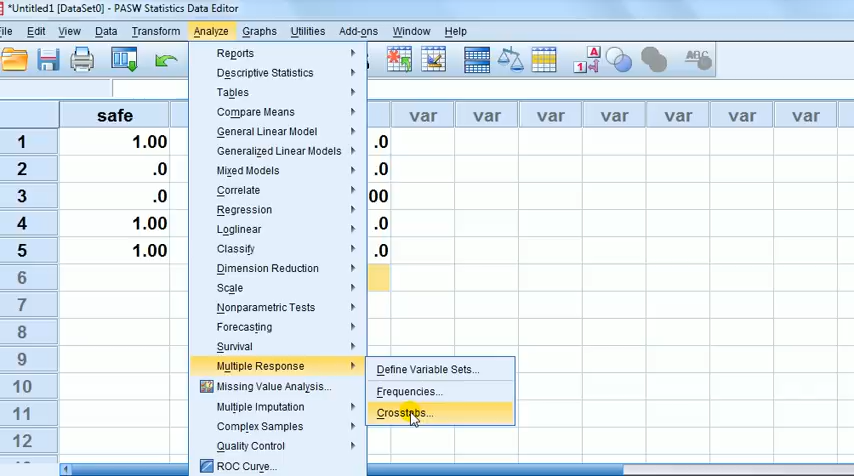 *Untitled1 [DataSet0] - PASW Statistics Data Editor
File Edit View Data Transform Analyze Graphs Utilities Add-ons Window Help
safe var var var var var var var
1 1.00 .0
2 .0 .0
3 .0 00
4 1.00 .0
5 1.00 .0
6
7
8
9
10
11
12
Reports
Descriptive Statistics
Tables
Compare Means
General Linear Model
Generalized Linear Models
Mixed Models
Correlate
Regression
Loglinear
Classify
Dimension Reduction
Scale
Nonparametric Tests
Forecasting
Survival
Multiple Response
Missing Value Analysis...
Multiple Imputation
Complex Samples
Quality Control
ROC Curve...
Define Variable Sets...
Frequencies...
Crosstabs...